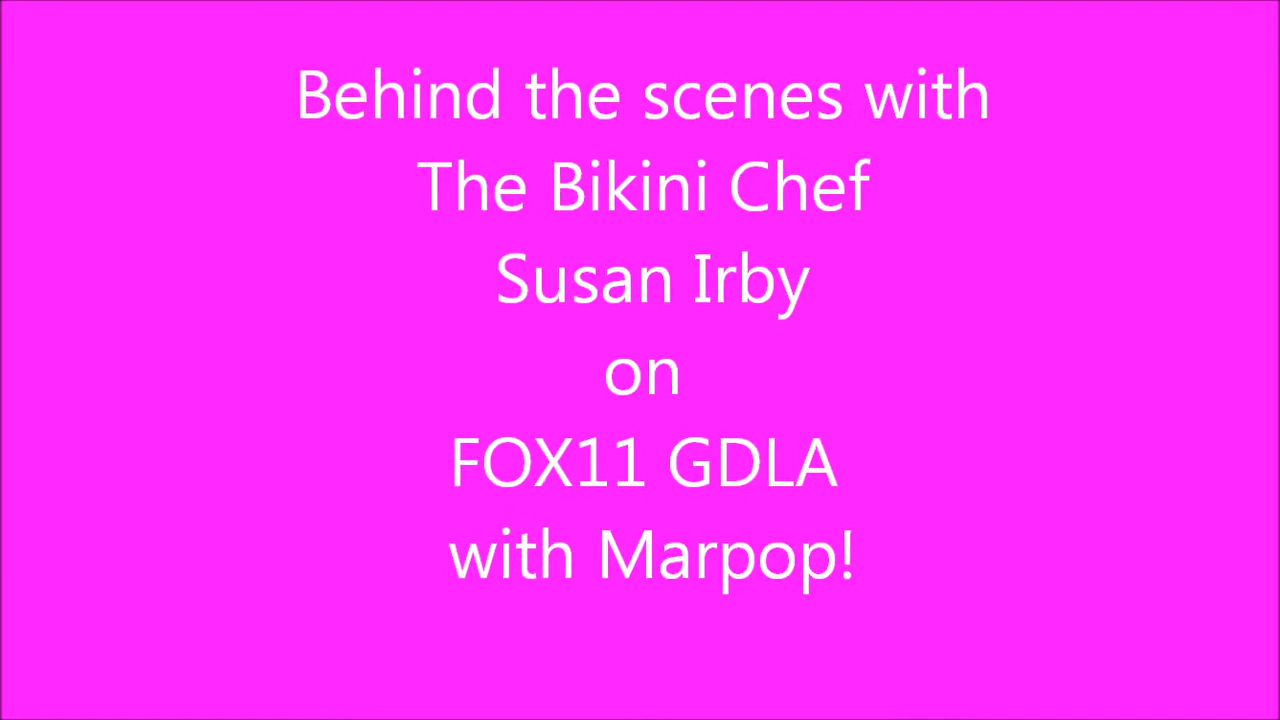 Behind the scenes with
The Bikini Chef
Susan Irby
on
FOX11 GDLA
with Marpop!